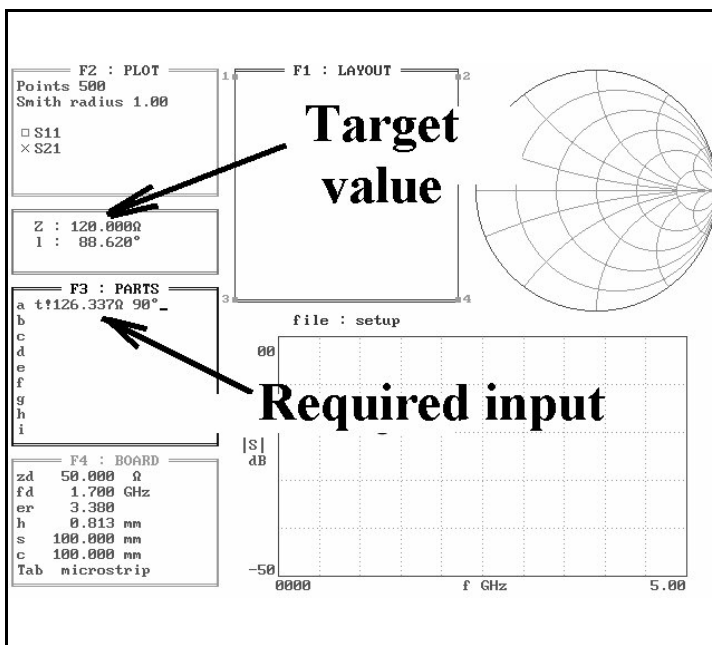 F2 : PLOT
Points 500
Smith radius 1.00
□ S11
× S21
Z : 120.000Ω
l : 88.620°
F3 : PARTS
a t!126.337Ω 90°_
b
c
d
e
f
g
h
i
F4 : BOARD
zd 50.000 Ω
fd 1.700 GHz
er 3.380
h 0.813 mm
s 100.000 mm
c 100.000 mm
Tab microstrip
F1 : LAYOUT
1
2
3
4
Target
value
file : setup
Required input
00
|S|
dB
-50
0000 f GHz 5.00